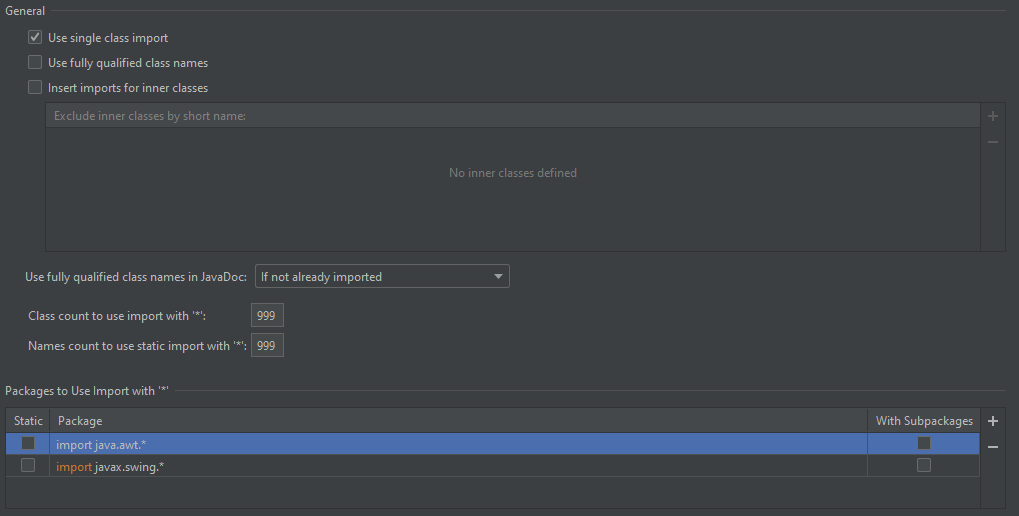 General
Use single class import
Use fully qualified class names
Insert imports for inner classes
Exclude inner classes by short name:
No inner classes defined
Use fully qualified class names in JavaDoc: If not already imported
Class count to use import with '*': 999
Names count to use static import with '*': 999
Packages to Use Import with '*'
Static Package With Subpackages
import java.awt.*
import javax.swing.*